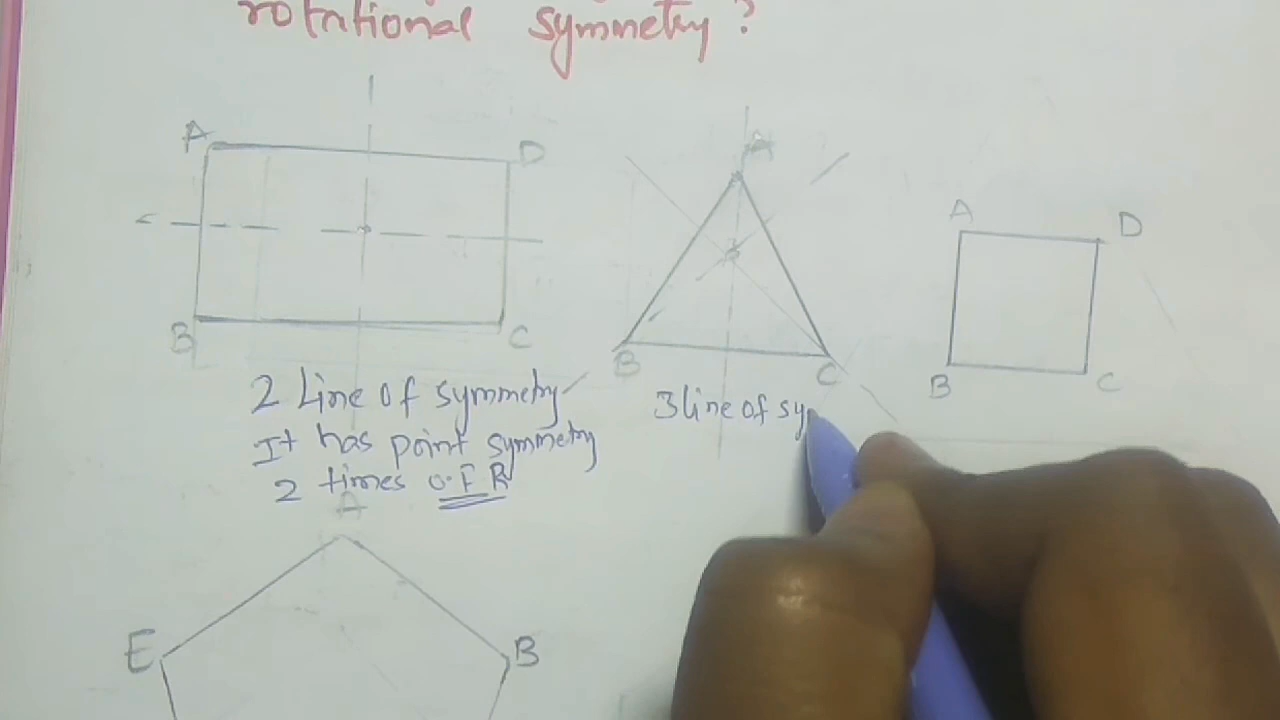 rotational symmetry?
A
D
B
C
A
B
C
A
D
B
C
2 Line of symmetry
It has point symmetry
2 times O.F R
3 line of sy
A
E
B